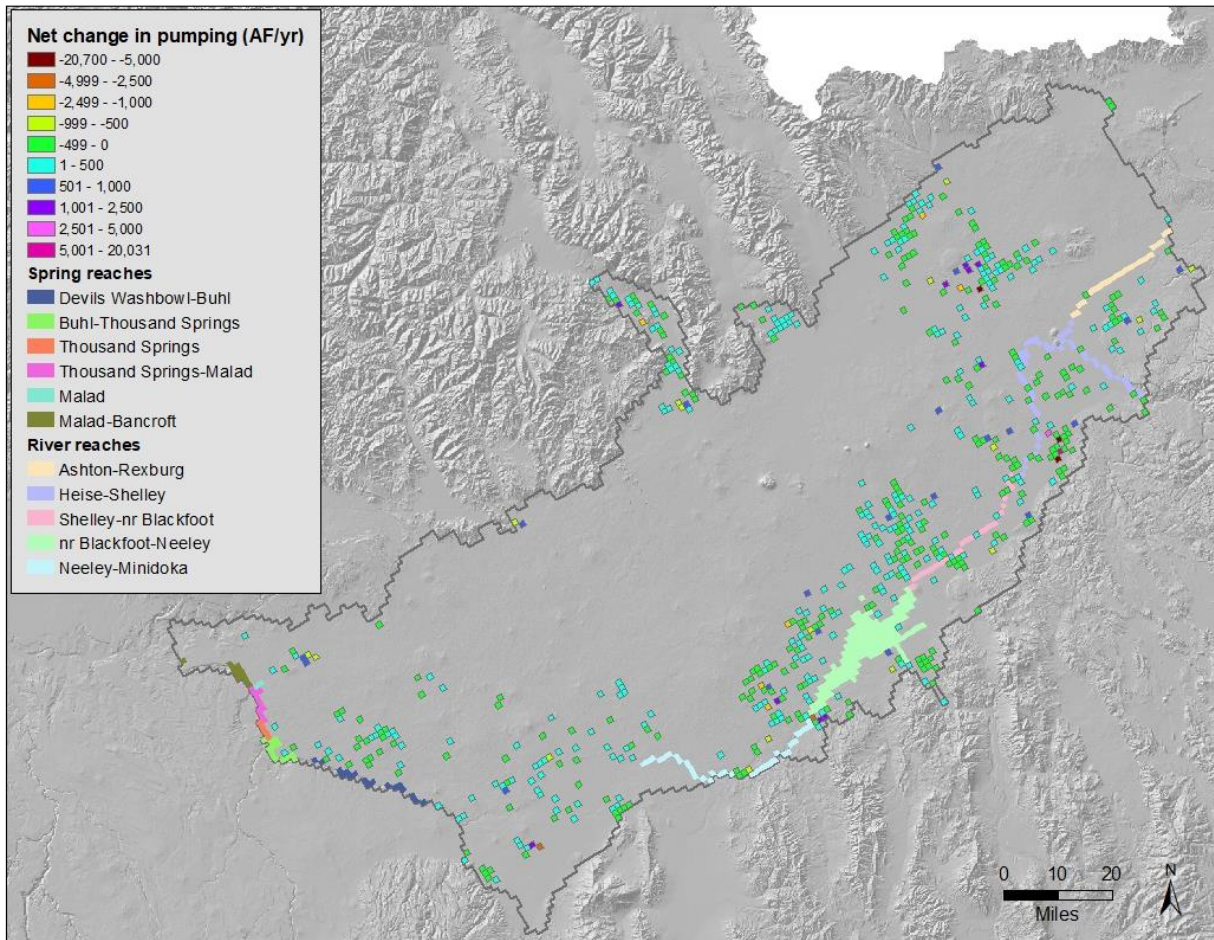 Net change in pumping (AF/yr)
-20,700 - -5,000
-4,999 - -2,500
-2,499 - -1,000
-999 - -500
-499 - 0
1 - 500
501 - 1,000
1,001 - 2,500
2,501 - 5,000
5,001 - 20,031
Spring reaches
Devils Washbowl-Buhl
Buhl-Thousand Springs
Thousand Springs
Thousand Springs-Malad
Malad
Malad-Bancroft
River reaches
Ashton-Rexburg
Heise-Shelley
Shelley-nr Blackfoot
nr Blackfoot-Neeley
Neeley-Minidoka
N
0 10 20
Miles